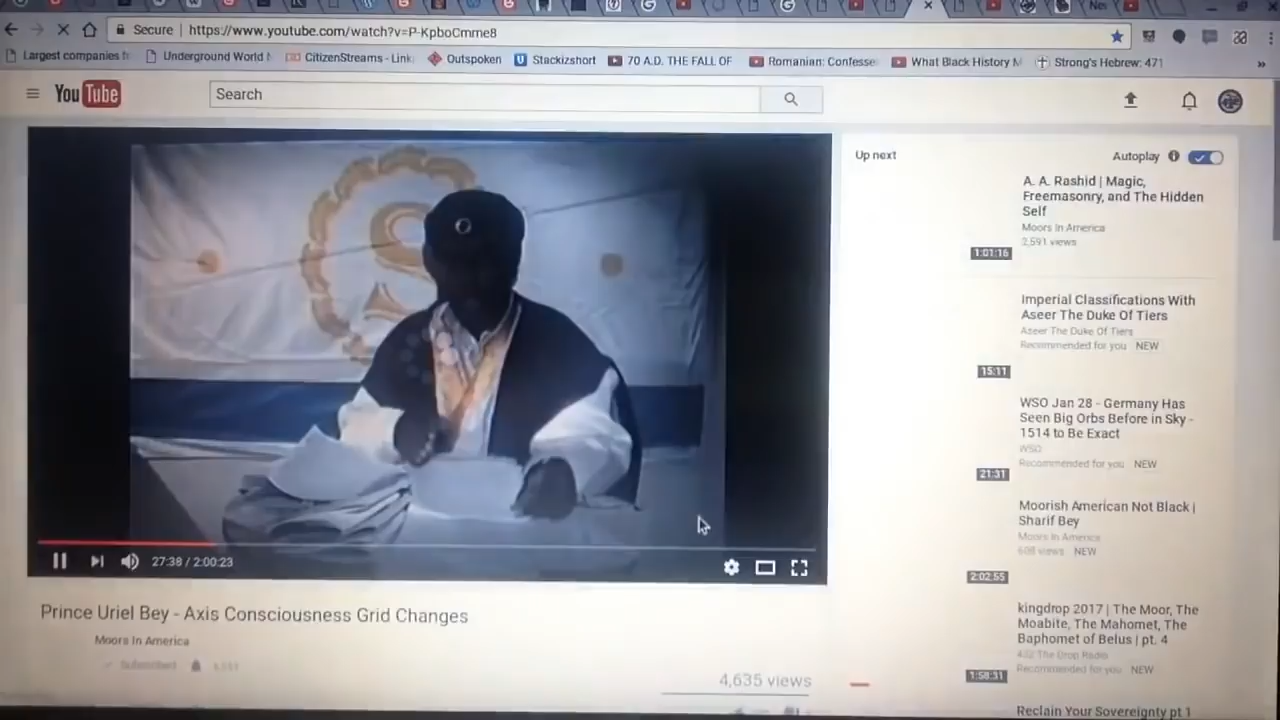 Secure | https://www.youtube.com/watch?v=P-KpboCmme8
Largest companies Underground World CitizenStreams - Link Outspoken Stackizshort 70 A.D. THE FALL OF Romanian: Confesse What Black History M Strong's Hebrew: 471 »
YouTube
Search
Up next
Autoplay
A. A. Rashid | Magic,
Freemasonry, and The Hidden
Self
Moors In America
2,591 views
1:01:16
Imperial Classifications With
Aseer The Duke Of Tiers
Aseer The Duke Of Tiers
Recommended for you NEW
15:11
WSO Jan 28 - Germany Has
Seen Big Orbs Before in Sky -
1514 to Be Exact
WSO
Recommended for you NEW
21:31
Moorish American Not Black |
Sharif Bey
Moors In America
608 views NEW
2:02:55
kingdrop 2017 | The Moor, The
Moabite, The Mahomet, The
Baphomet of Belus | pt. 4
432 The Drop Radio
Recommended for you NEW
1:58:31
Reclain Your Sovereignty pt 1
27:38 / 2:00:23
Prince Uriel Bey - Axis Consciousness Grid Changes
Moors In America
Subscribed
4,635 views